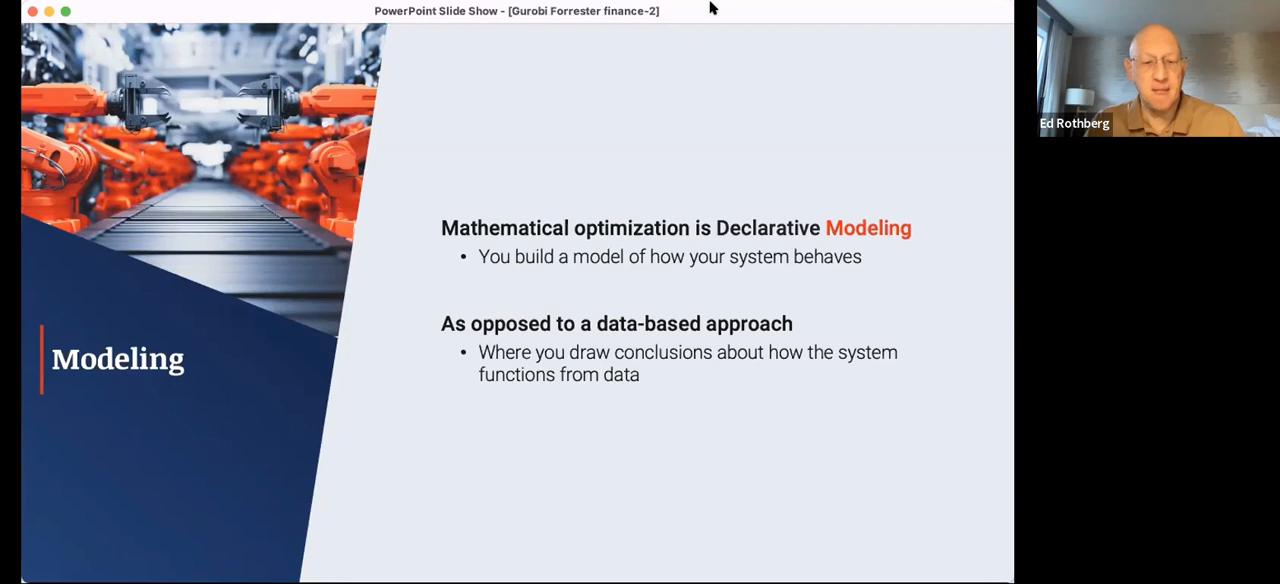 PowerPoint Slide Show - [Gurobi Forrester finance-2]
Ed Rothberg
Modeling
Mathematical optimization is Declarative Modeling
• You build a model of how your system behaves
As opposed to a data-based approach
• Where you draw conclusions about how the system
functions from data